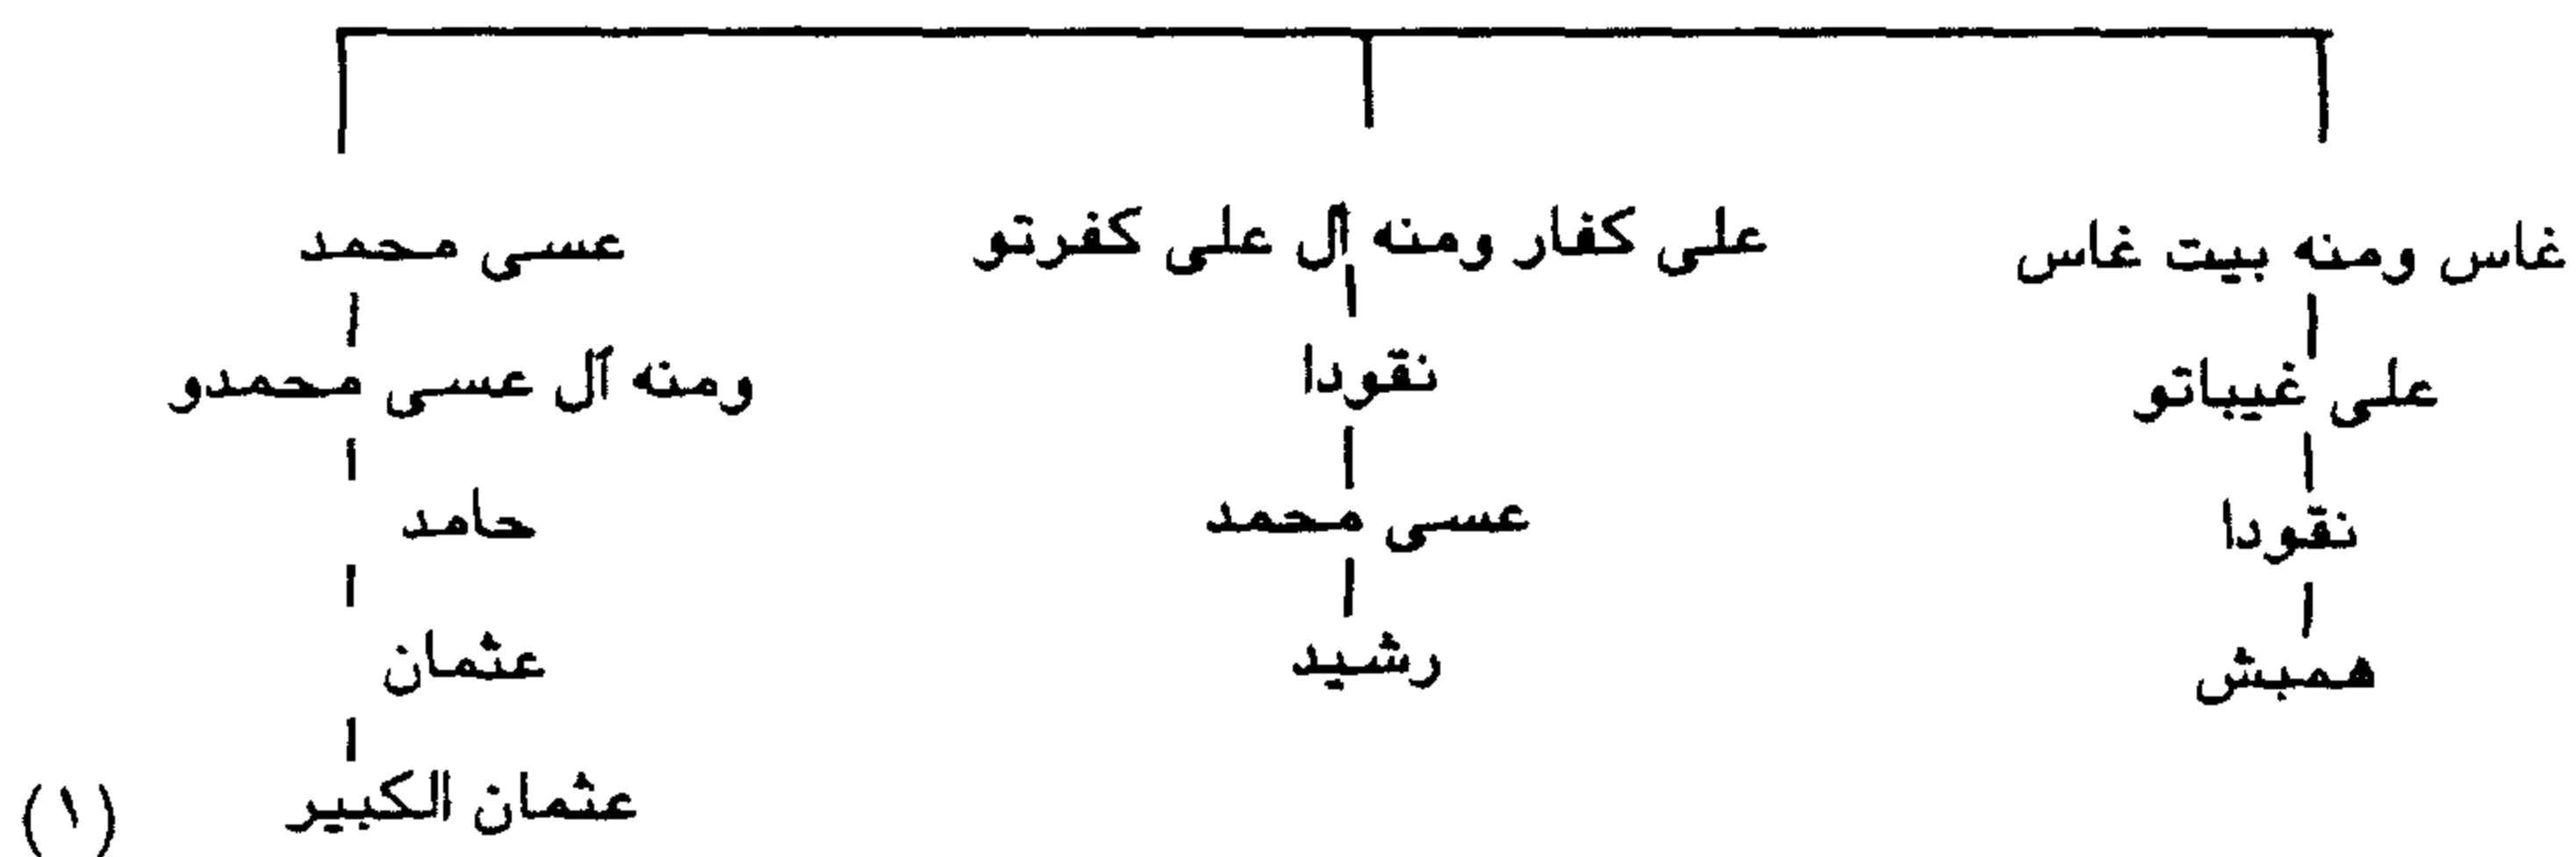 غاس ومنه بيت غاس
على غيباتو
نقودا
همبش
على كفار ومنه آل على كفرتو
نقودا
عسى محمد
رشيد
عسى محمد
ومنه آل عسى محمدو
حامد
عثمان
عثمان الكبير
(١)